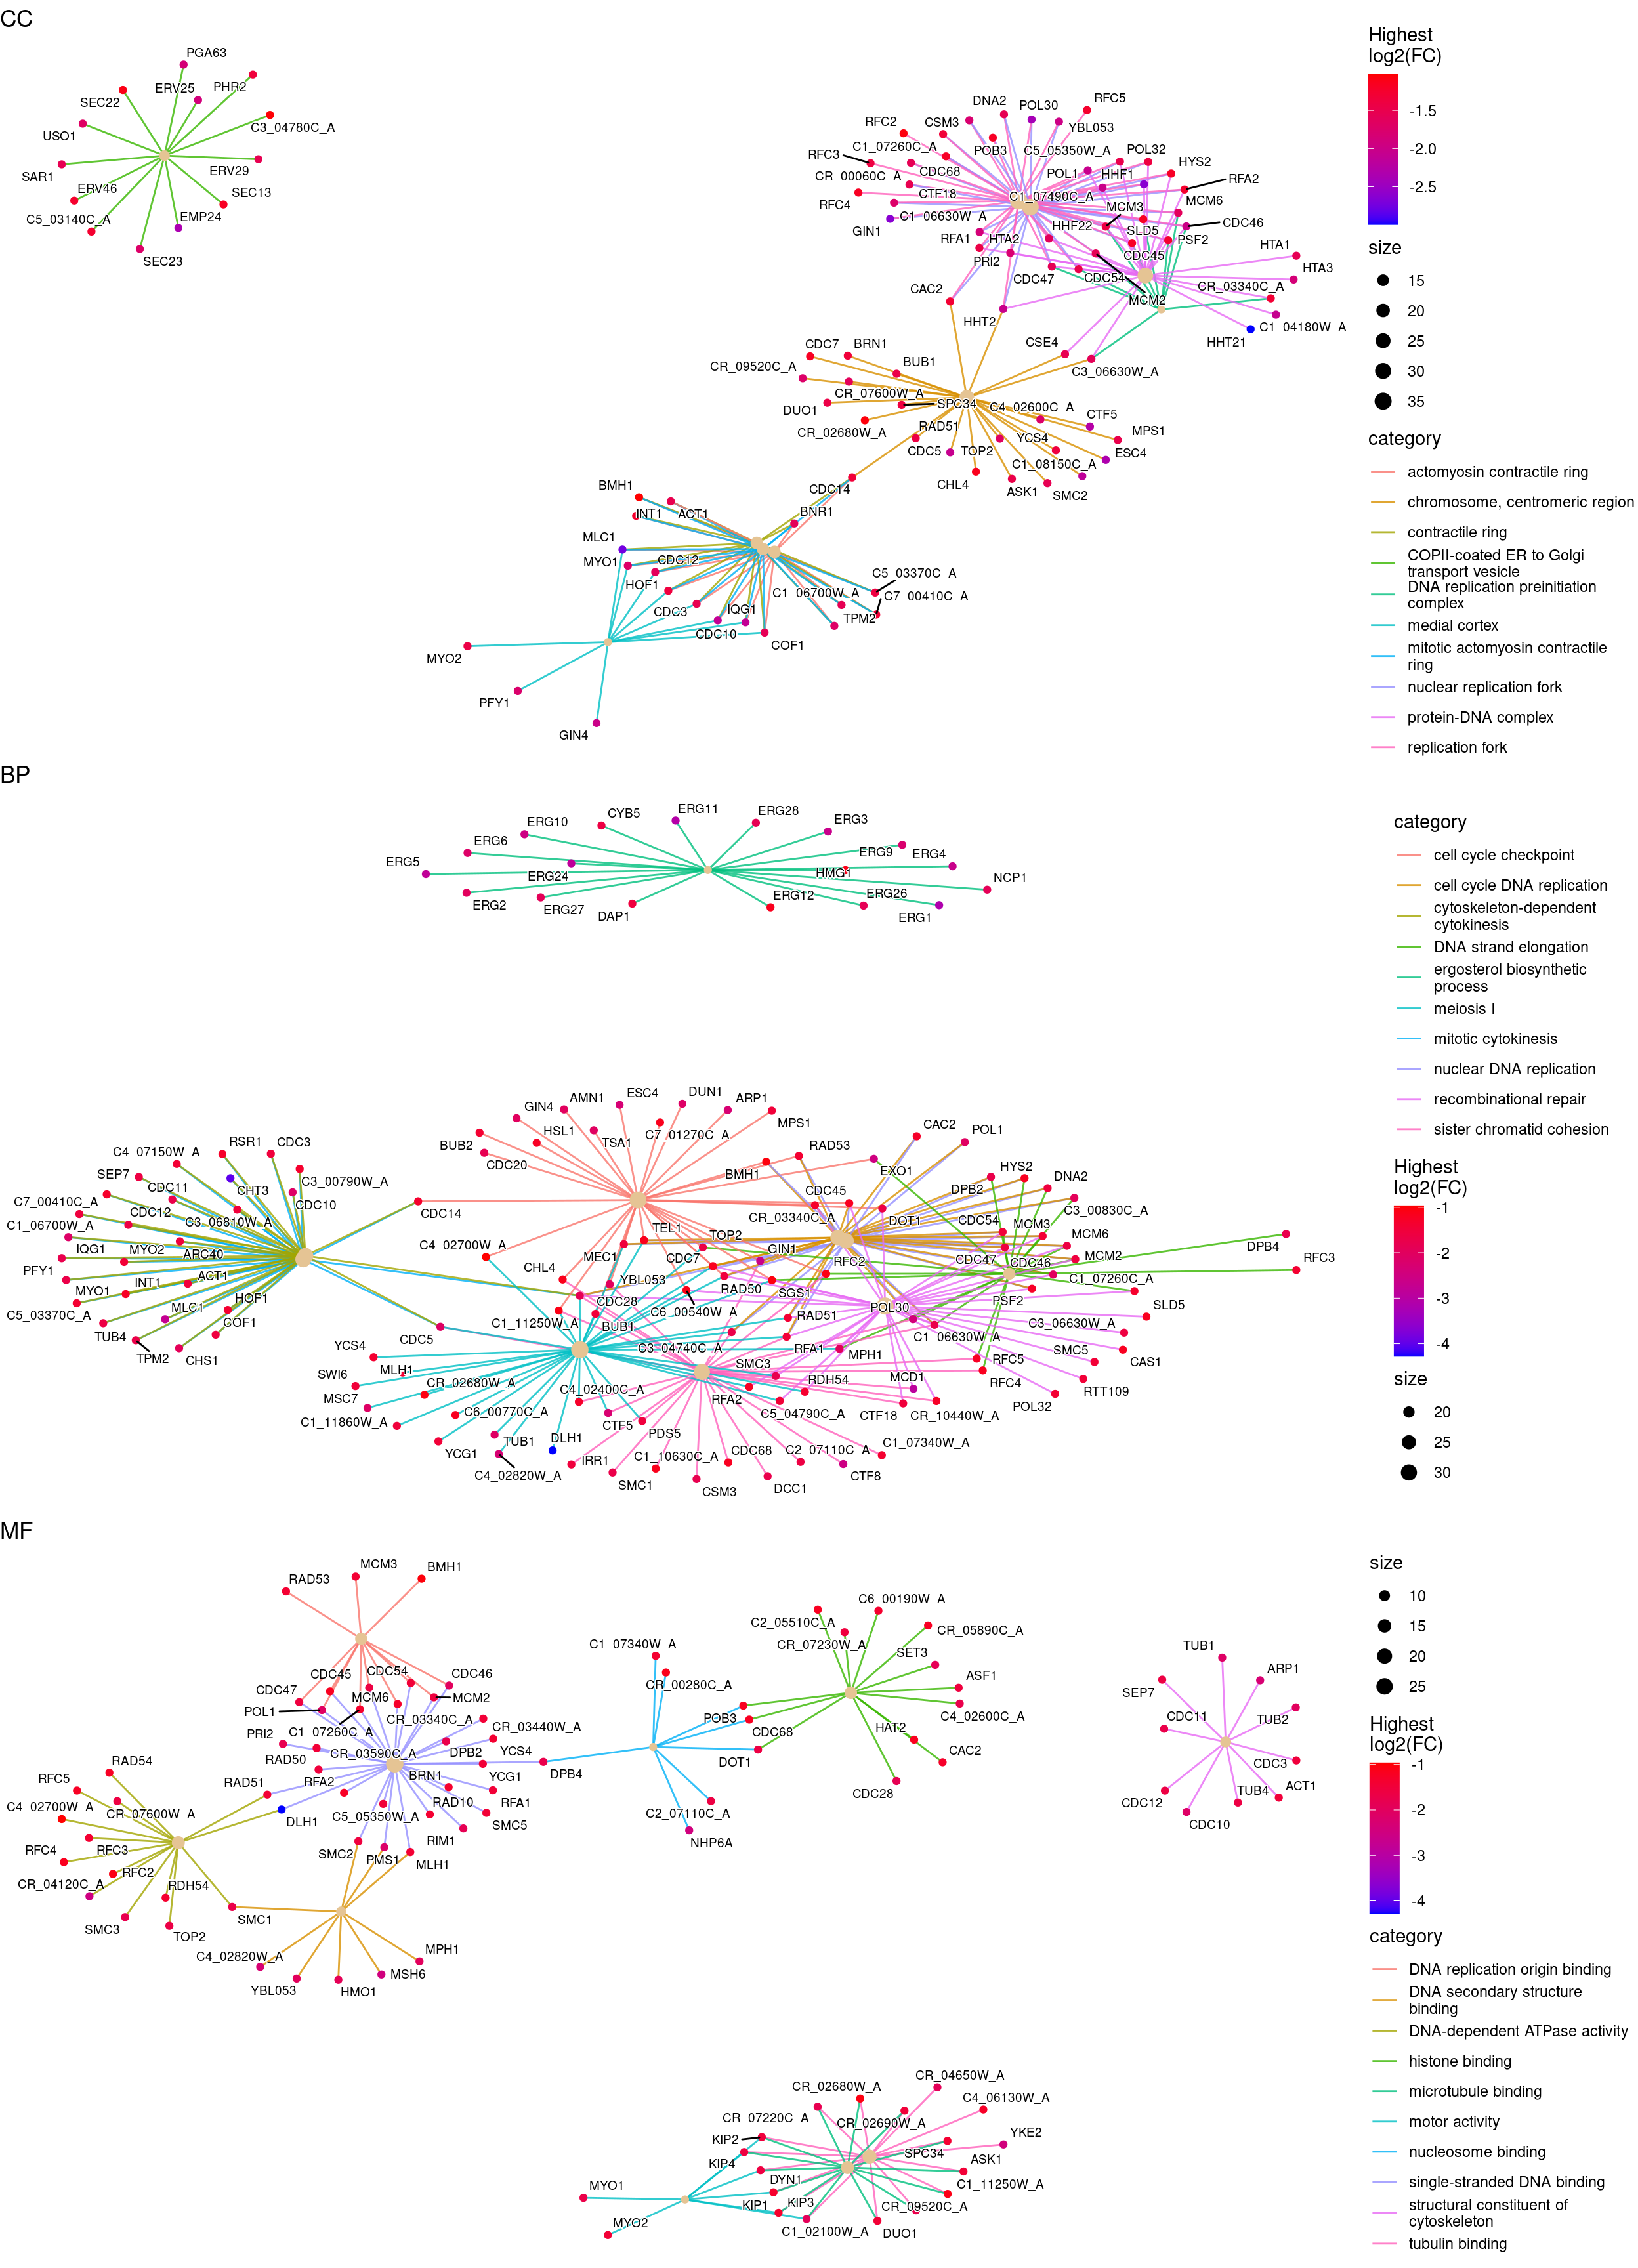 CC
PGA63
ERV25
PHR2
SEC22
C3_04780C_A
USO1
ERV29
SAR1
ERV46
SEC13
C5_03140C_A
EMP24
SEC23
DNA2
POL30
RFC5
RFC2
CSM3
YBL053
C1_07260C_A
POB3
C5_05350W_A
POL32
RFC3
HYS2
CR_00060C_A
CDC68
POL1
HHF1
RFA2
CTF18
C1_07490C_A
MCM6
RFC4
MCM3
C1_06630W_A
CDC46
GIN1
HHF22
SLD5
RFA1
HTA2
PSF2
HTA1
PRI2
CDC45
HTA3
CDC47
CDC54
CR_03340C_A
CAC2
MCM2
HHT2
C1_04180W_A
HHT21
CSE4
CDC7
BRN1
BUB1
C3_06630W_A
CR_09520C_A
CR_07600W_A
SPC34
C4_02600C_A
DUO1
CTF5
CR_02680W_A
RAD51
YCS4
MPS1
CDC5
TOP2
ESC4
C1_08150C_A
CHL4
ASK1
SMC2
CDC14
BMH1
INT1
ACT1
BNR1
MLC1
MYO1
CDC12
C5_03370C_A
HOF1
C1_06700W_A
C7_00410C_A
CDC3
IQG1
TPM2
CDC10
COF1
MYO2
PFY1
GIN4
Highest
log2(FC)
-1.5
-2.0
-2.5
size
15
20
25
30
35
category
actomyosin contractile ring
chromosome, centromeric region
contractile ring
COPII-coated ER to Golgi
transport vesicle
DNA replication preinitiation
complex
medial cortex
mitotic actomyosin contractile
ring
nuclear replication fork
protein-DNA complex
replication fork
BP
ERG10
CYB5
ERG11
ERG28
ERG3
ERG6
ERG9
ERG4
ERG5
ERG24
HMG1
NCP1
ERG2
ERG27
DAP1
ERG12
ERG26
ERG1
GIN4
AMN1
ESC4
DUN1
ARP1
BUB2
HSL1
TSA1
C7_01270C_A
MPS1
CDC20
RAD53
CAC2
POL1
BMH1
EXO1
C4_07150W_A
RSR1
CDC3
SEP7
CDC11
CHT3
C3_00790W_A
CDC10
C7_00410C_A
CDC12
C3_06810W_A
C1_06700W_A
CDC14
IQG1
MYO2
ARC40
PFY1
INT1
ACT1
MYO1
MLC1
HOF1
C5_03370C_A
COF1
TUB4
TPM2
CHS1
HYS2
DPB2
DNA2
CDC45
C3_00830C_A
CR_03340C_A
DOT1
CDC54
MCM3
MCM6
TEL1
TOP2
C4_02700W_A
MEC1
CDC7
GIN1
RFC2
CDC47
CDC46
MCM2
DPB4
RFC3
CHL4
YBL053
RAD50
SGS1
C1_07260C_A
CDC28
C6_00540W_A
POL30
PSF2
SLD5
C1_11250W_A
BUB1
RAD51
C1_06630W_A
C3_06630W_A
CDC5
C3_04740C_A
RFA1
MPH1
SMC5
CAS1
YCS4
SMC3
RFC5
MLH1
RDH54
MCD1
RFC4
RTT109
SWI6
CR_02680W_A
POL32
MSC7
C4_02400C_A
RFA2
C5_04790C_A
CTF18
CR_10440W_A
C1_11860W_A
C6_00770C_A
CTF5
PDS5
YCG1
TUB1
DLH1
C4_02820W_A
IRR1
C1_10630C_A
CDC68
C2_07110C_A
C1_07340W_A
SMC1
CSM3
DCC1
CTF8
category
cell cycle checkpoint
cell cycle DNA replication
cytoskeleton-dependent
cytokinesis
DNA strand elongation
ergosterol biosynthetic
process
meiosis I
mitotic cytokinesis
nuclear DNA replication
recombinational repair
sister chromatid cohesion
Highest
log2(FC)
-1
-2
-3
-4
size
20
25
30
MF
RAD53
MCM3
BMH1
CDC45
CDC54
CDC46
CDC47
MCM6
MCM2
POL1
C1_07260C_A
CR_03340C_A
PRI2
CR_03440W_A
CR_03590C_A
DPB2
YCS4
RAD50
RAD54
RAD51
RFA2
BRN1
YCG1
DPB4
RFC5
C4_02700W_A
CR_07600W_A
DLH1
C5_05350W_A
RAD10
RFA1
SMC5
RFC4
RFC3
RIM1
RFC2
SMC2
PMS1
MLH1
CR_04120C_A
RDH54
SMC3
TOP2
SMC1
C4_02820W_A
MPH1
YBL053
HMO1
MSH6
C1_07340W_A
CR_00280C_A
POB3
CDC68
DOT1
C2_07110C_A
NHP6A
C2_05510C_A
C6_00190W_A
CR_07230W_A
CR_05890C_A
SET3
ASF1
C4_02600C_A
HAT2
CAC2
CDC28
TUB1
ARP1
SEP7
CDC11
TUB2
CDC3
CDC12
TUB4
ACT1
CDC10
CR_02680W_A
CR_04650W_A
C4_06130W_A
CR_07220C_A
CR_02690W_A
YKE2
KIP2
SPC34
KIP4
ASK1
DYN1
C1_11250W_A
MYO1
KIP1
KIP3
CR_09520C_A
MYO2
C1_02100W_A
DUO1
size
10
15
20
25
Highest
log2(FC)
-1
-2
-3
-4
category
DNA replication origin binding
DNA secondary structure
binding
DNA-dependent ATPase activity
histone binding
microtubule binding
motor activity
nucleosome binding
single-stranded DNA binding
structural constituent of
cytoskeleton
tubulin binding